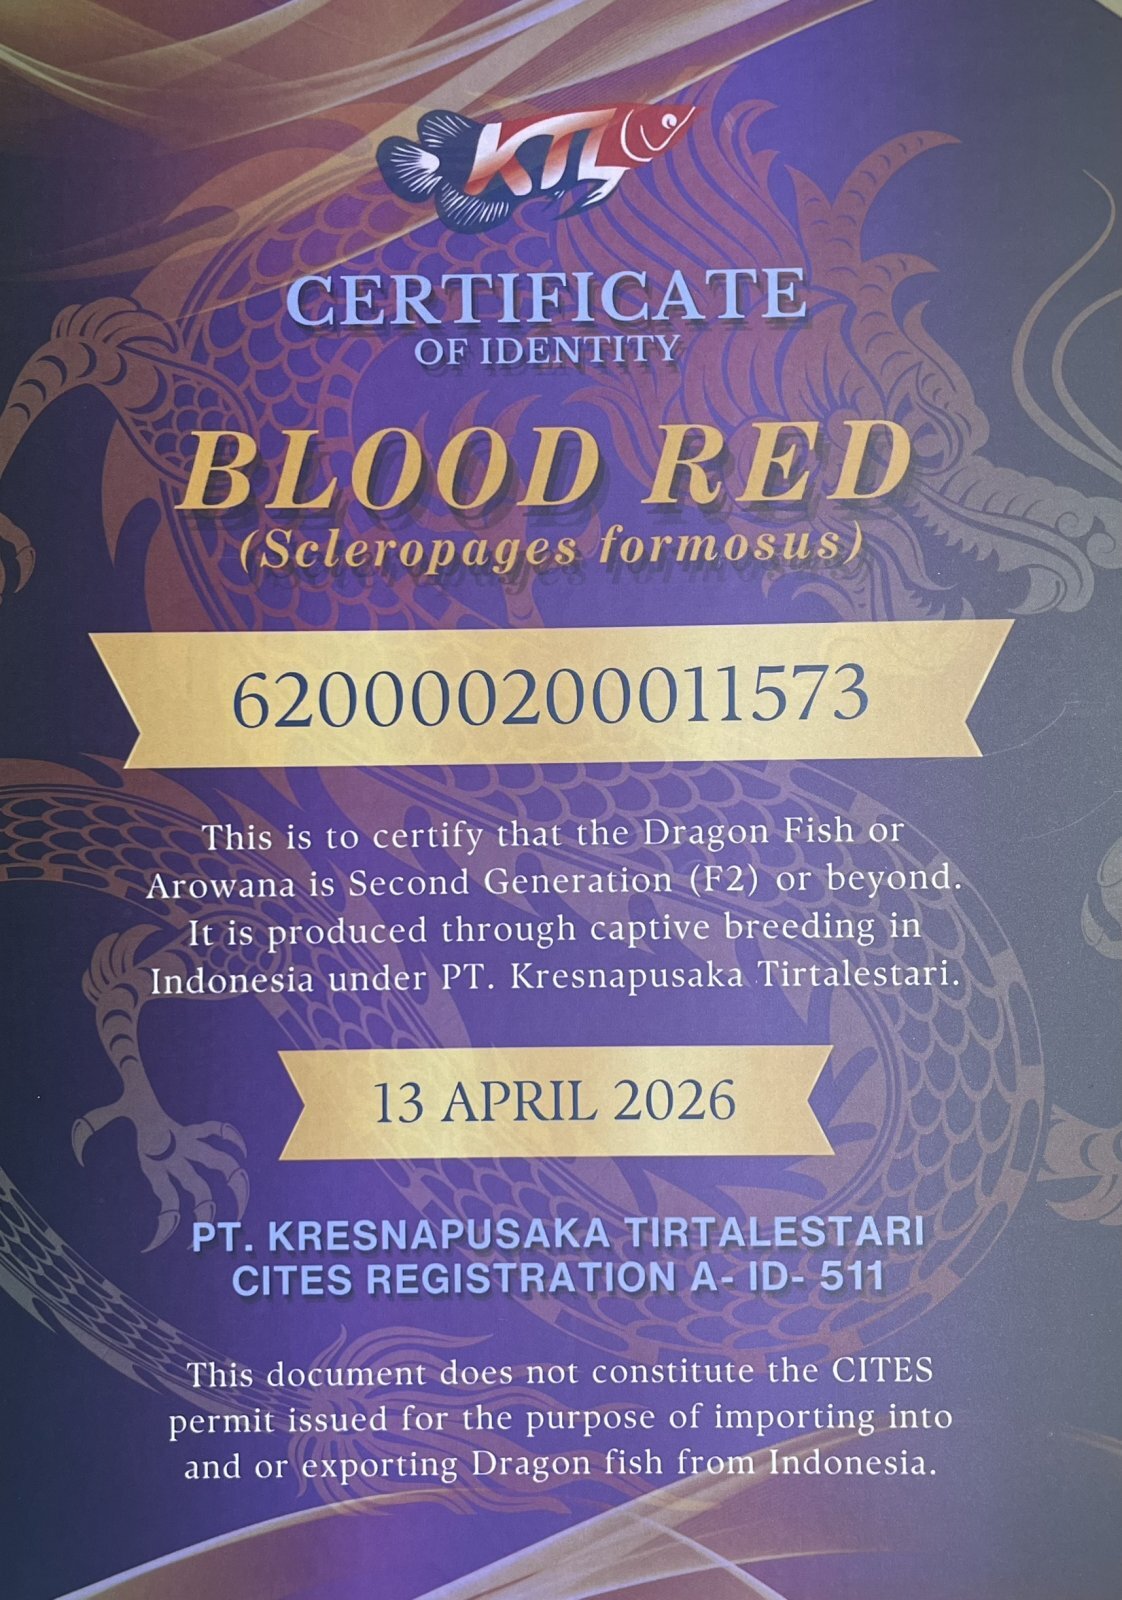 KTL
CERTIFICATE
OF IDENTITY
BLOOD RED
(Scleropages formosus)
620000200011573
This is to certify that the Dragon Fish or
Arowana is Second Generation (F2) or beyond.
It is produced through captive breeding in
Indonesia under PT. Kresnapusaka Tirtalestari.
13 APRIL 2026
PT. KRESNAPUSAKA TIRTALESTARI
CITES REGISTRATION A- ID- 511
This document does not constitute the CITES
permit issued for the purpose of importing into
and or exporting Dragon fish from Indonesia.